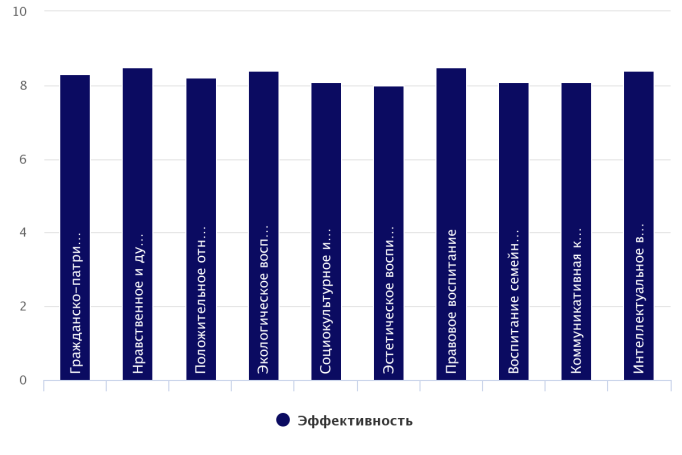 10
8
6
4
2
0
Гражданско-патри...
Нравственное и ду...
Положительное отн...
Экологическое восп...
Социокультурное и...
Эстетическое воспи...
Правовое воспитание
Воспитание семейн...
Коммуникативная к...
Интеллектуальное в...
Эффективность